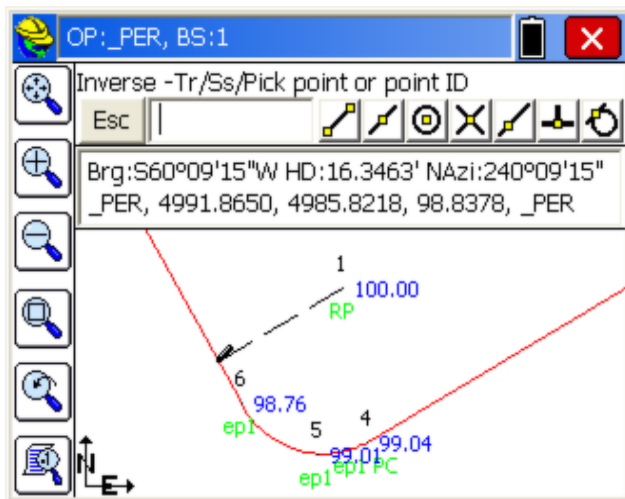 OP:_PER, BS:1
Inverse -Tr/Ss/Pick point or point ID
Esc
Brg:S60°09'15"W HD:16.3463' NAzi:240°09'15"
_PER, 4991.8650, 4985.8218, 98.8378, _PER
1
100.00
RP
6
98.76
ep1
5
4
99.04
99.01
ep1
ep1 PC
N
E